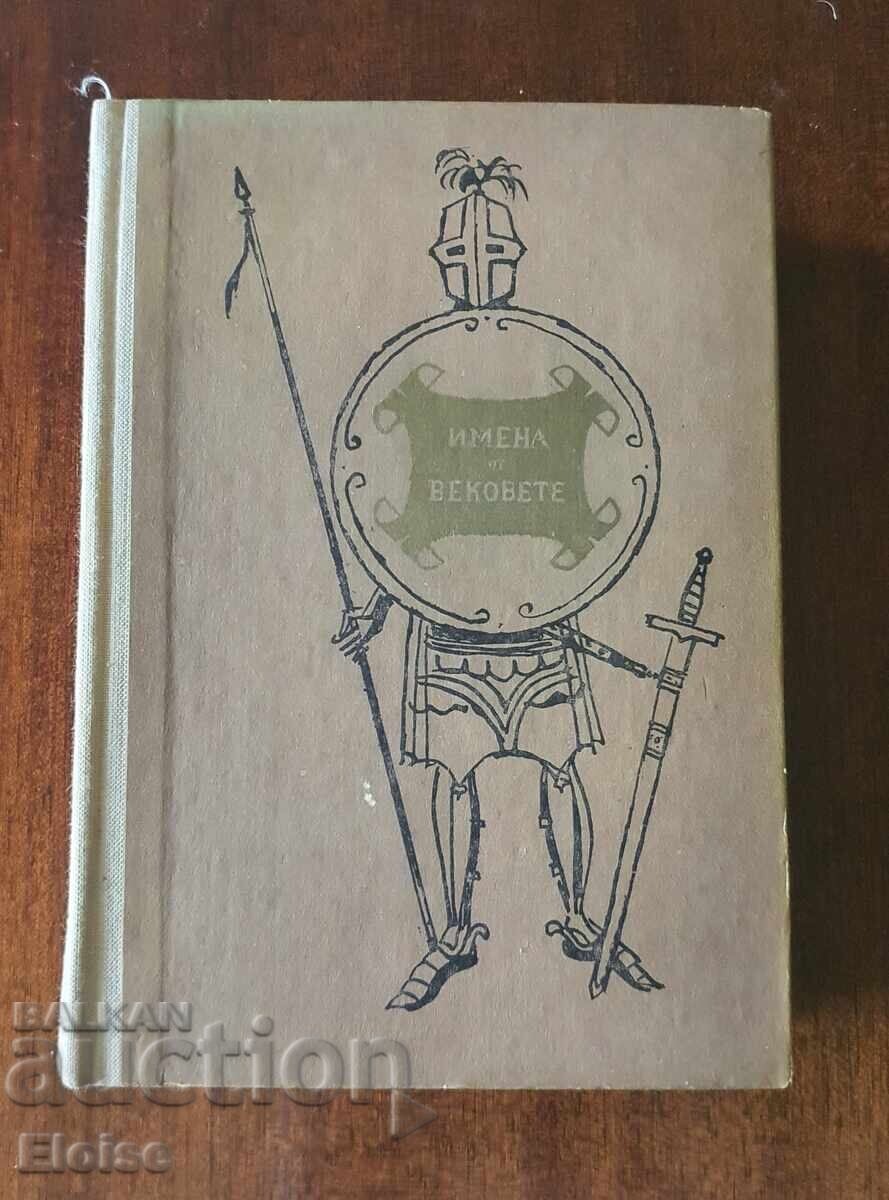 ИМЕНА
от
ВЕКОВЕТЕ
BALKAN
auction
Eloise